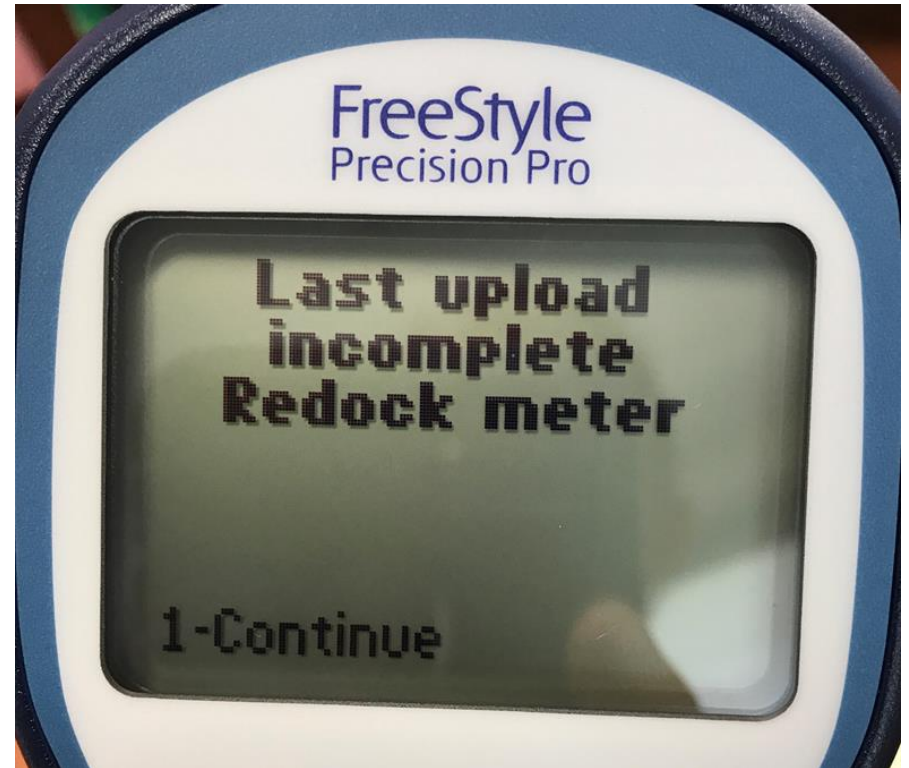 FreeStyle
Precision Pro
Last upload
incomplete
Redock meter
1-Continue